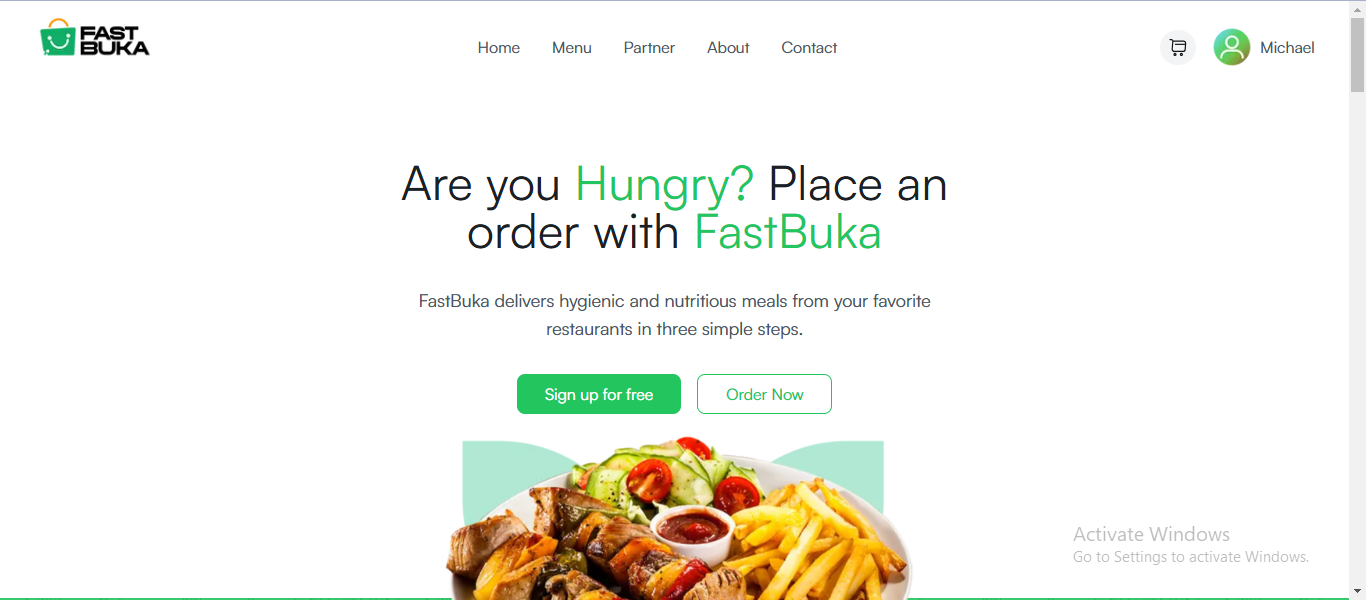 FAST
BUKA
Home Menu Partner About Contact
Michael
Are you Hungry? Place an
order with FastBuka
FastBuka delivers hygienic and nutritious meals from your favorite
restaurants in three simple steps.
Sign up for free Order Now
Activate Windows
Go to Settings to activate Windows.